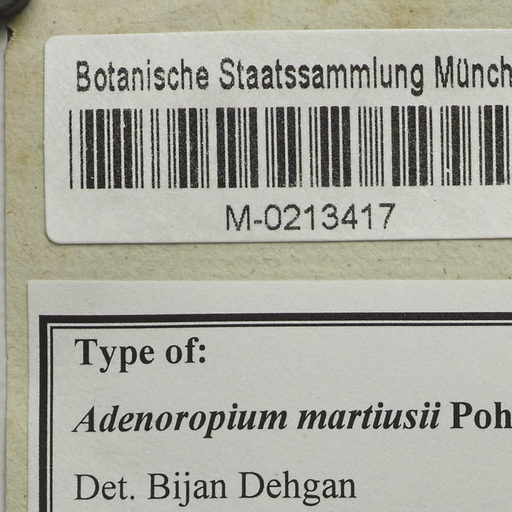 Botanische Staatssammlung Münch
M-0213417
Type of:
Adenoropium martiusii Poh
Det. Bijan Dehgan